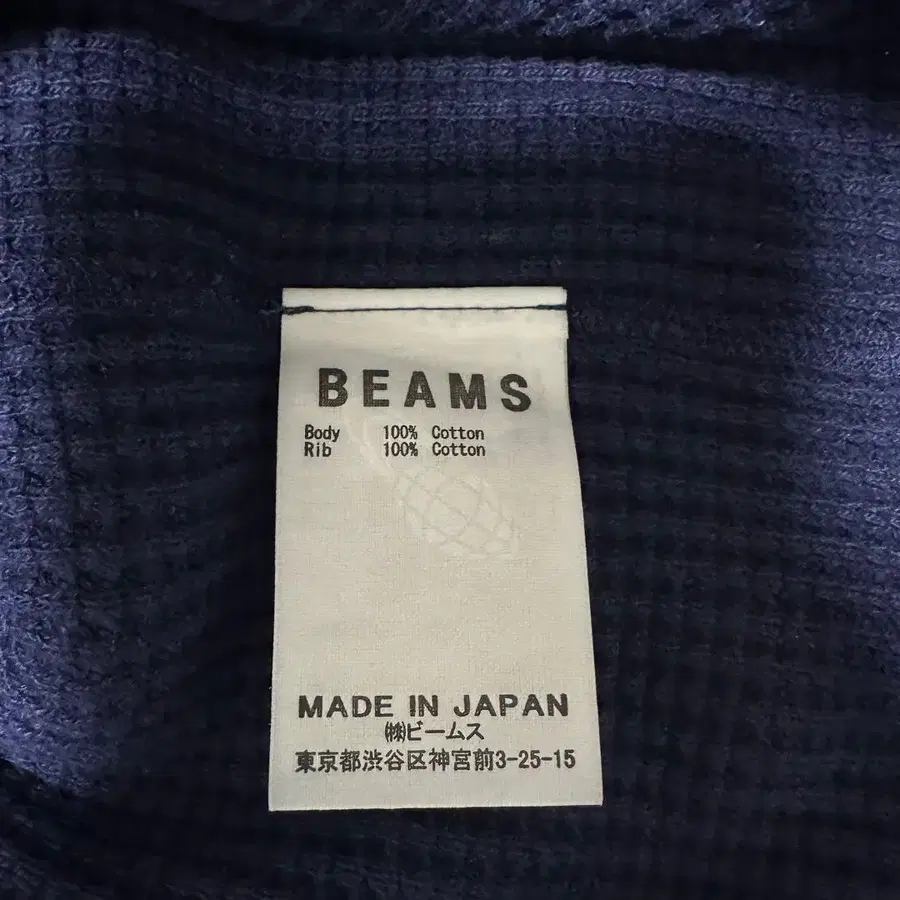 BEAMS
Body 100% Cotton
Rib 100% Cotton
MADE IN JAPAN
㈱ビームス
東京都渋谷区神宮前3-25-15